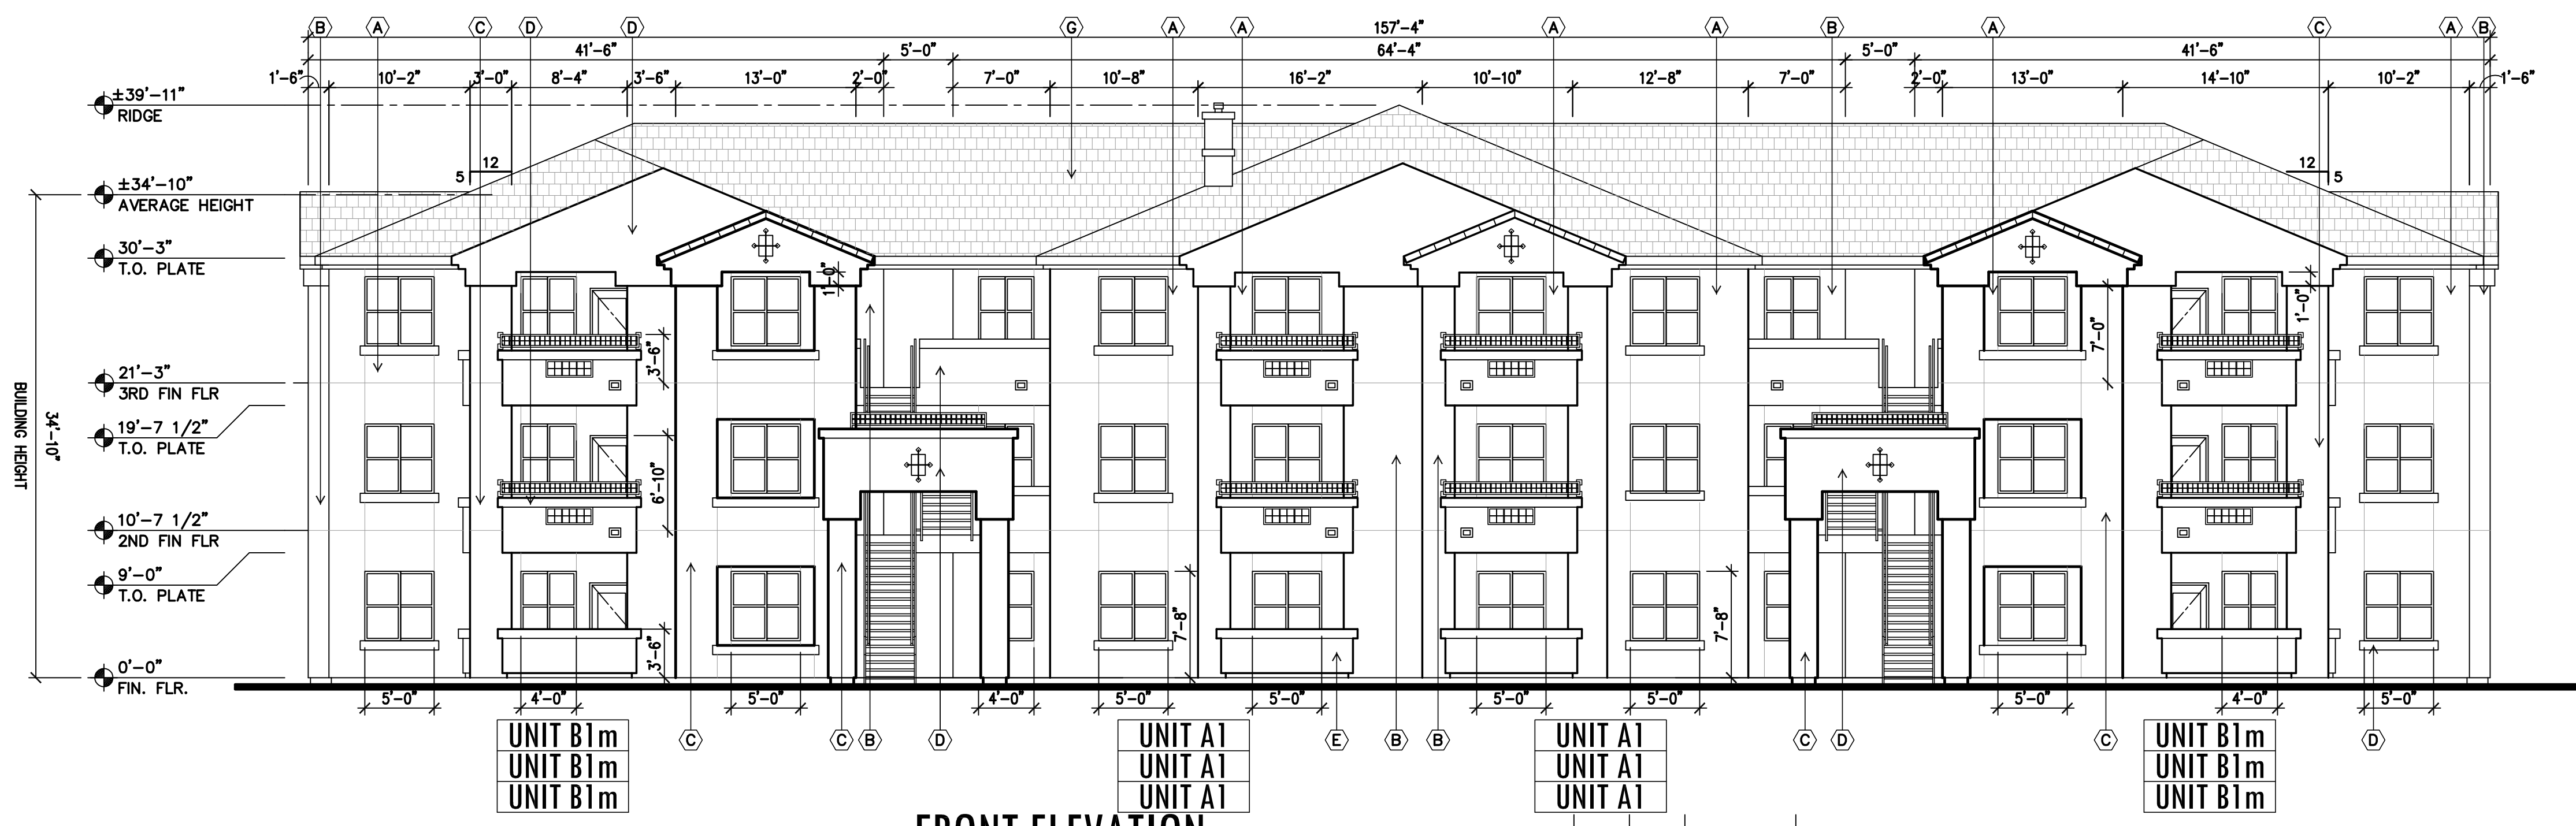 B A C D D G A A A A B A C A B
157'-4"
41'-6" 5'-0" 64'-4" 5'-0" 41'-6"
1'-6" 10'-2" 3'-0" 8'-4" 3'-6" 13'-0" 2'-0" 7'-0" 10'-8" 16'-2" 10'-10" 12'-8" 7'-0" 2'-0" 13'-0" 14'-10" 10'-2" 1'-6"
±39'-11"
RIDGE
12 12
5 5
±34'-10"
AVERAGE HEIGHT
30'-3"
T.O. PLATE
1'-0" 1'-0"
3'-6" 7'-0"
21'-3"
3RD FIN FLR
BUILDING HEIGHT
34'-10"
19'-7 1/2"
T.O. PLATE
6'-10"
10'-7 1/2"
2ND FIN FLR
9'-0"
T.O. PLATE
3'-6" 7'-8" 7'-8"
0'-0"
FIN. FLR.
5'-0" 4'-0" 5'-0" 4'-0" 5'-0" 5'-0" 5'-0" 5'-0" 5'-0" 4'-0" 5'-0"
C C B D E B B C D C D
UNIT B1m UNIT A1 UNIT A1 UNIT B1m
UNIT B1m UNIT A1 UNIT A1 UNIT B1m
UNIT B1m UNIT A1 UNIT A1 UNIT B1m
FRONT ELEVATION